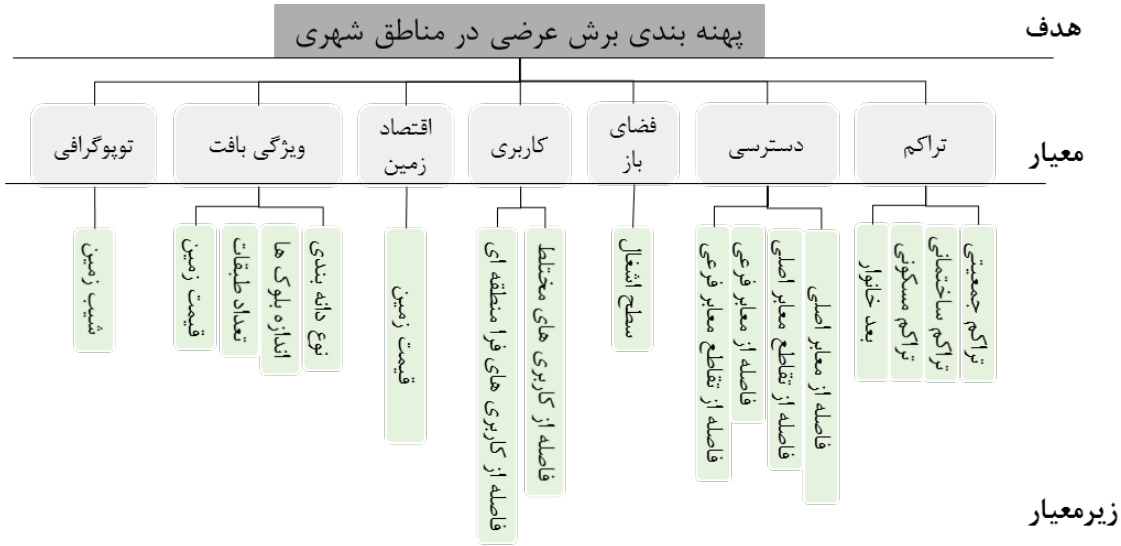 هدف
پهنه بندی برش عرضی در مناطق شهری
معیار
تراکم
دسترسی
فضای
باز
کاربری
اقتصاد
زمین
ویژگی بافت
توپوگرافی
زیرمعیار
تراکم جمعیتی
تراکم ساختمانی
تراکم مسکونی
بعد خانوار
فاصله از معابر اصلی
فاصله از تقاطع معابر اصلی
فاصله از معابر فرعی
فاصله از تقاطع معابر فرعی
سطح اشغال
فاصله از کاربری های مختلط
فاصله از کاربری های فرا منطقه ای
قیمت زمین
نوع دانه بندی
اندازه بلوک ها
تعداد طبقات
قیمت زمین
شیب زمین